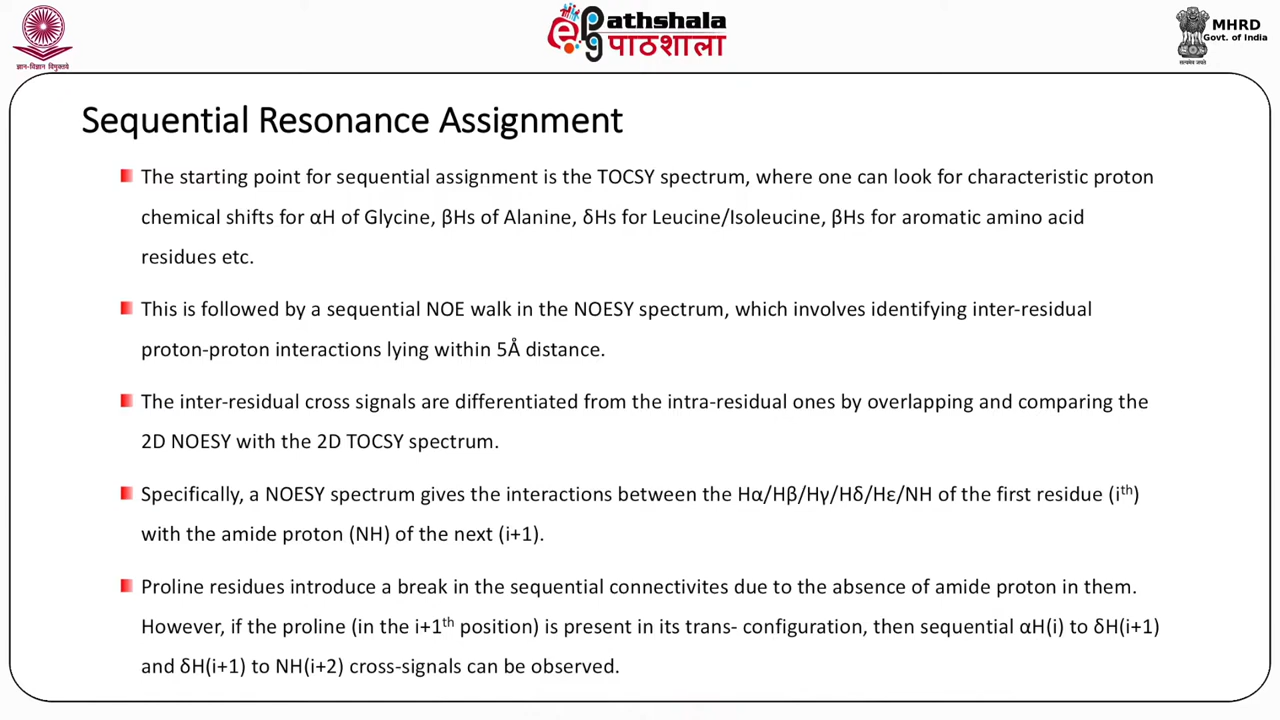 ज्ञान-विज्ञान विमुक्तये
ePathshala
पाठशाला
MHRD
Govt. of India
सत्यमेव जयते
Sequential Resonance Assignment
The starting point for sequential assignment is the TOCSY spectrum, where one can look for characteristic proton
chemical shifts for αH of Glycine, βHs of Alanine, δHs for Leucine/Isoleucine, βHs for aromatic amino acid
residues etc.
This is followed by a sequential NOE walk in the NOESY spectrum, which involves identifying inter-residual
proton-proton interactions lying within 5Å distance.
The inter-residual cross signals are differentiated from the intra-residual ones by overlapping and comparing the
2D NOESY with the 2D TOCSY spectrum.
Specifically, a NOESY spectrum gives the interactions between the Hα/Hβ/Hγ/Hδ/Hε/NH of the first residue (ith)
with the amide proton (NH) of the next (i+1).
Proline residues introduce a break in the sequential connectivites due to the absence of amide proton in them.
However, if the proline (in the i+1th position) is present in its trans- configuration, then sequential αH(i) to δH(i+1)
and δH(i+1) to NH(i+2) cross-signals can be observed.